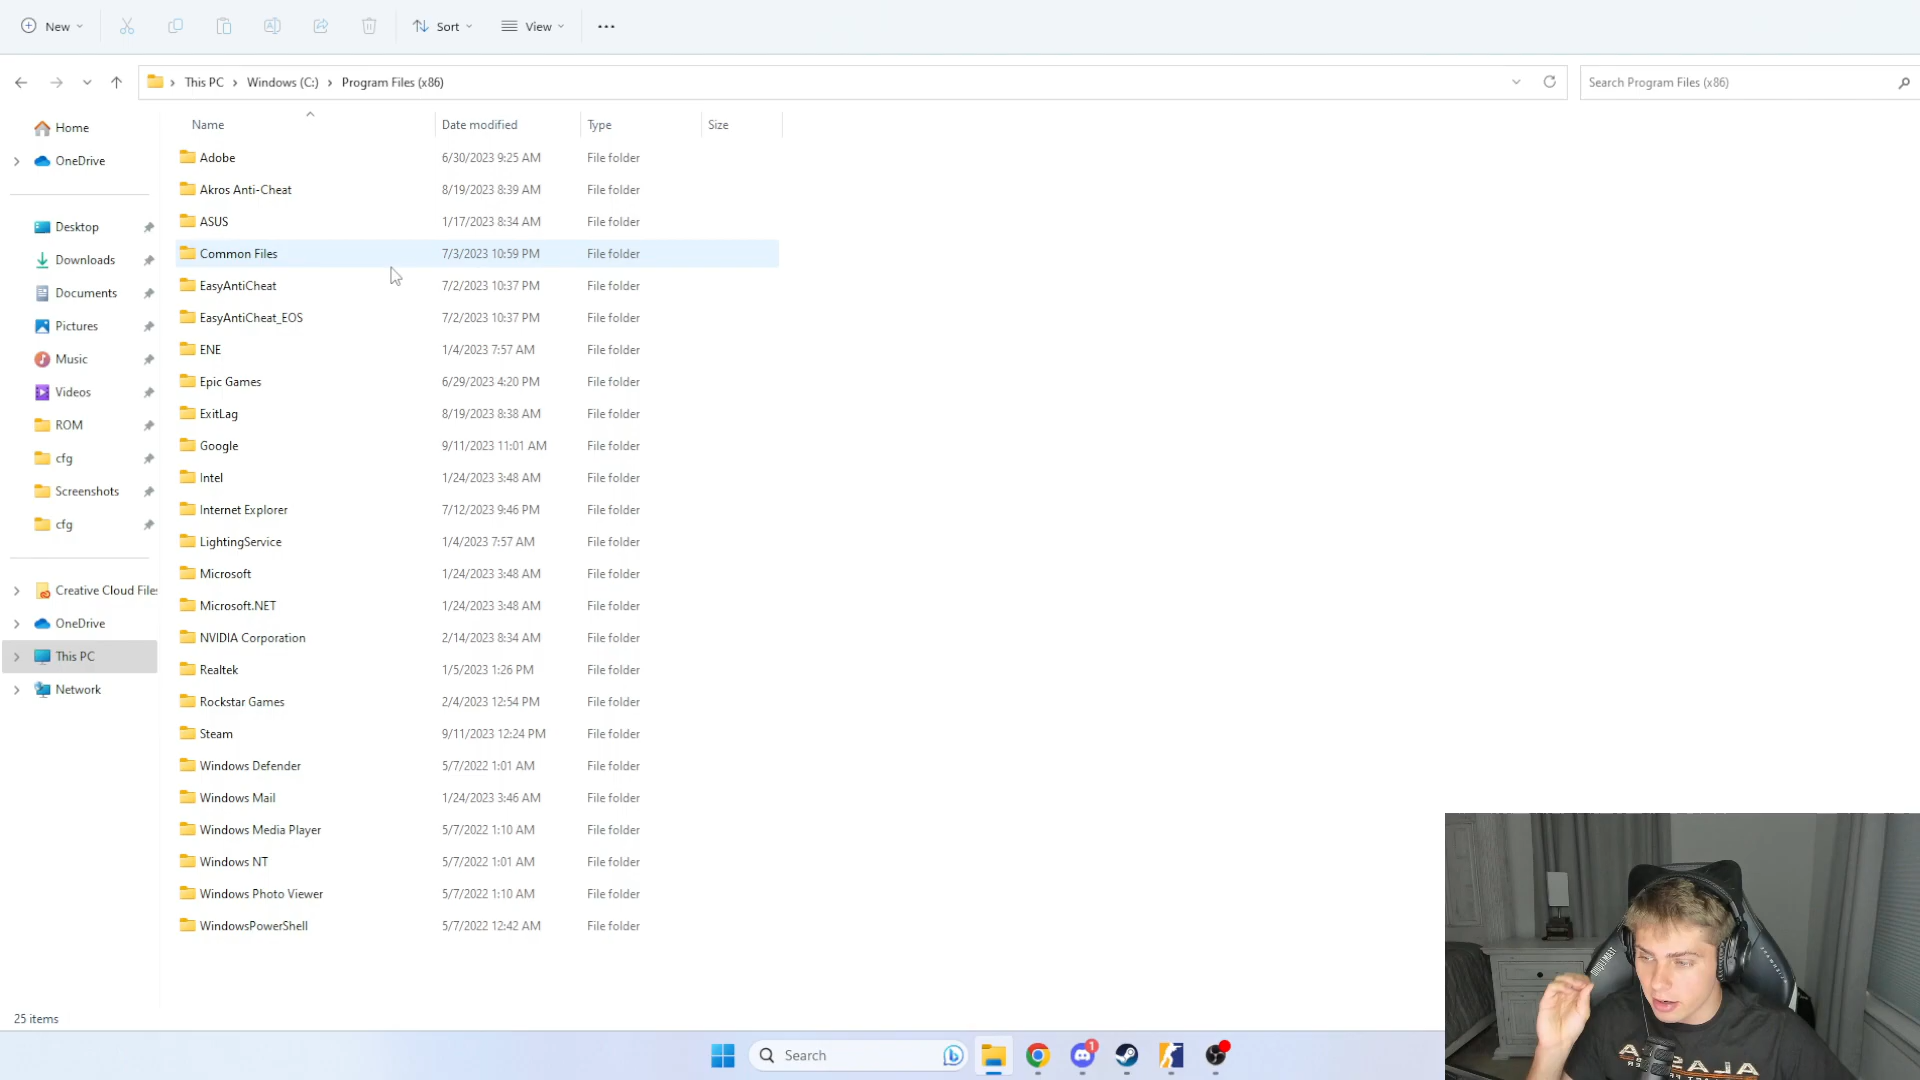 New
Sort
View
This PC
Windows (C:)
Program Files (x86)
Search Program Files (x86)
Name
Date modified
Type
Size
Home
OneDrive
Desktop
Downloads
Documents
Pictures
Music
Videos
ROM
cfg
Screenshots
cfg
Creative Cloud Files
OneDrive
This PC
Network
Adobe 6/30/2023 9:25 AM File folder
Akros Anti-Cheat 8/19/2023 8:39 AM File folder
ASUS 1/17/2023 8:34 AM File folder
Common Files 7/3/2023 10:59 PM File folder
EasyAntiCheat 7/2/2023 10:37 PM File folder
EasyAntiCheat_EOS 7/2/2023 10:37 PM File folder
ENE 1/4/2023 7:57 AM File folder
Epic Games 6/29/2023 4:20 PM File folder
ExitLag 8/19/2023 8:38 AM File folder
Google 9/11/2023 11:01 AM File folder
Intel 1/24/2023 3:48 AM File folder
Internet Explorer 7/12/2023 9:46 PM File folder
LightingService 1/4/2023 7:57 AM File folder
Microsoft 1/24/2023 3:48 AM File folder
Microsoft.NET 1/24/2023 3:48 AM File folder
NVIDIA Corporation 2/14/2023 8:34 AM File folder
Realtek 1/5/2023 1:26 PM File folder
Rockstar Games 2/4/2023 12:54 PM File folder
Steam 9/11/2023 12:24 PM File folder
Windows Defender 5/7/2022 1:01 AM File folder
Windows Mail 1/24/2023 3:46 AM File folder
Windows Media Player 5/7/2022 1:10 AM File folder
Windows NT 5/7/2022 1:01 AM File folder
Windows Photo Viewer 5/7/2022 1:10 AM File folder
WindowsPowerShell 5/7/2022 12:42 AM File folder
25 items
Search
1